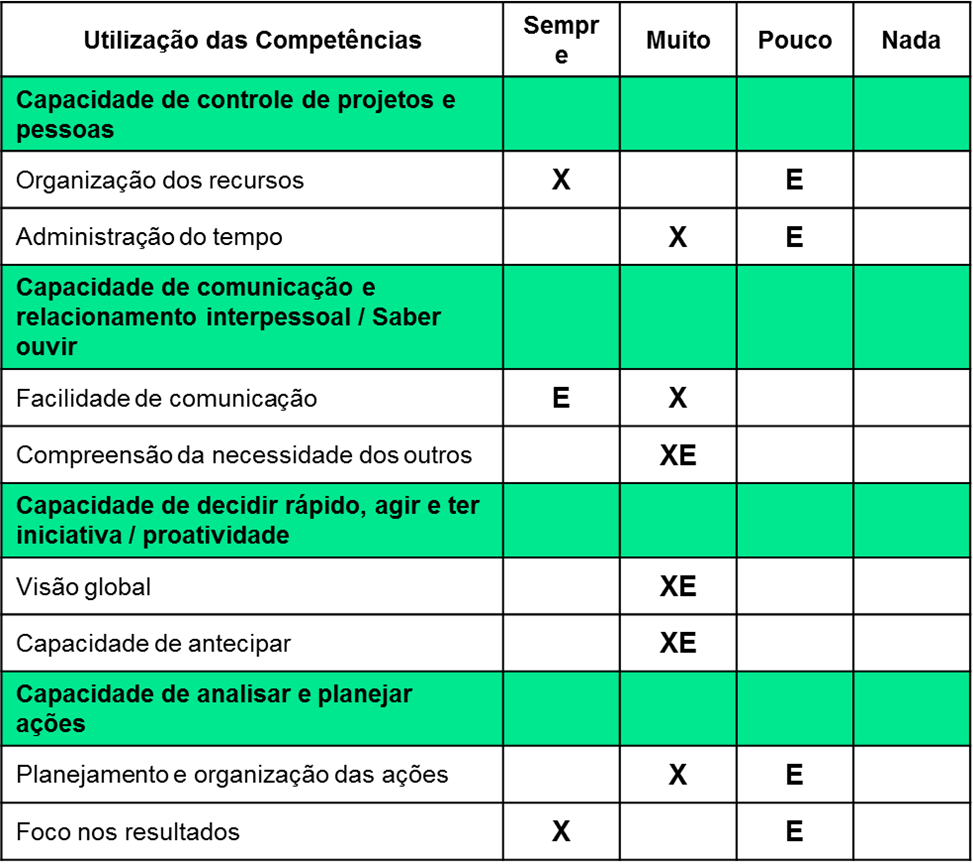 Utilização das Competências Sempr Muito Pouco Nada
e
Capacidade de controle de projetos e
pessoas
Organização dos recursos X E
Administração do tempo X E
Capacidade de comunicação e
relacionamento interpessoal / Saber
ouvir
Facilidade de comunicação E X
Compreensão da necessidade dos outros XE
Capacidade de decidir rápido, agir e ter
iniciativa / proatividade
Visão global XE
Capacidade de antecipar XE
Capacidade de analisar e planejar
ações
Planejamento e organização das ações X E
Foco nos resultados X E